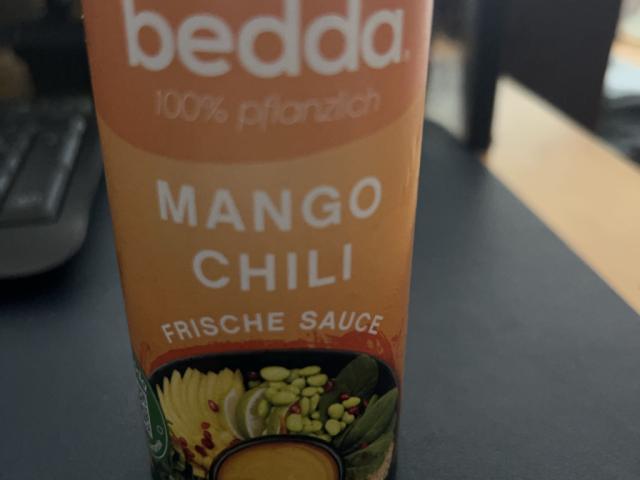 bedda.
100% pflanzlich
MANGO
CHILI
FRISCHE SAUCE